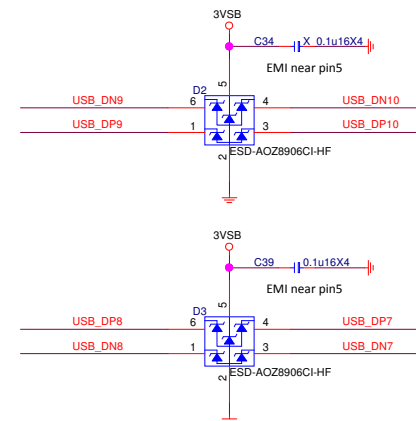 3VSB
C34 X_0.1u16X4
EMI near pin5
D2
5
USB_DN9 6 4 USB_DN10
USB_DP9 1 3 USB_DP10
2
ESD-AOZ8906CI-HF
3VSB
C39 0.1u16X4
EMI near pin5
D3
5
USB_DP8 6 4 USB_DP7
USB_DN8 1 3 USB_DN7
2
ESD-AOZ8906CI-HF